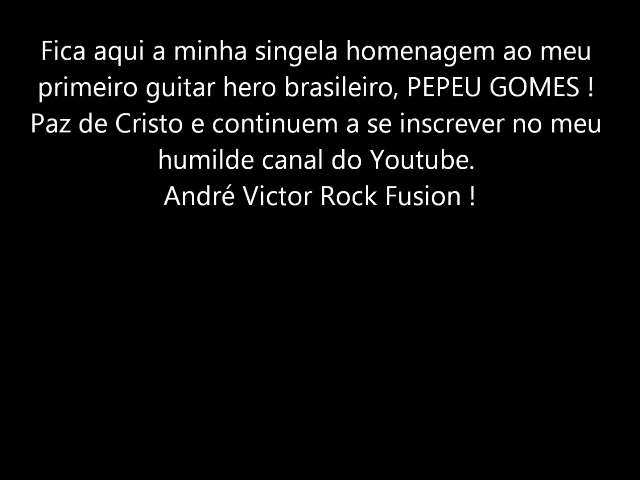 Fica aqui a minha singela homenagem ao meu
primeiro guitar hero brasileiro, PEPEU GOMES !
Paz de Cristo e continuem a se inscrever no meu
humilde canal do Youtube.
André Victor Rock Fusion !